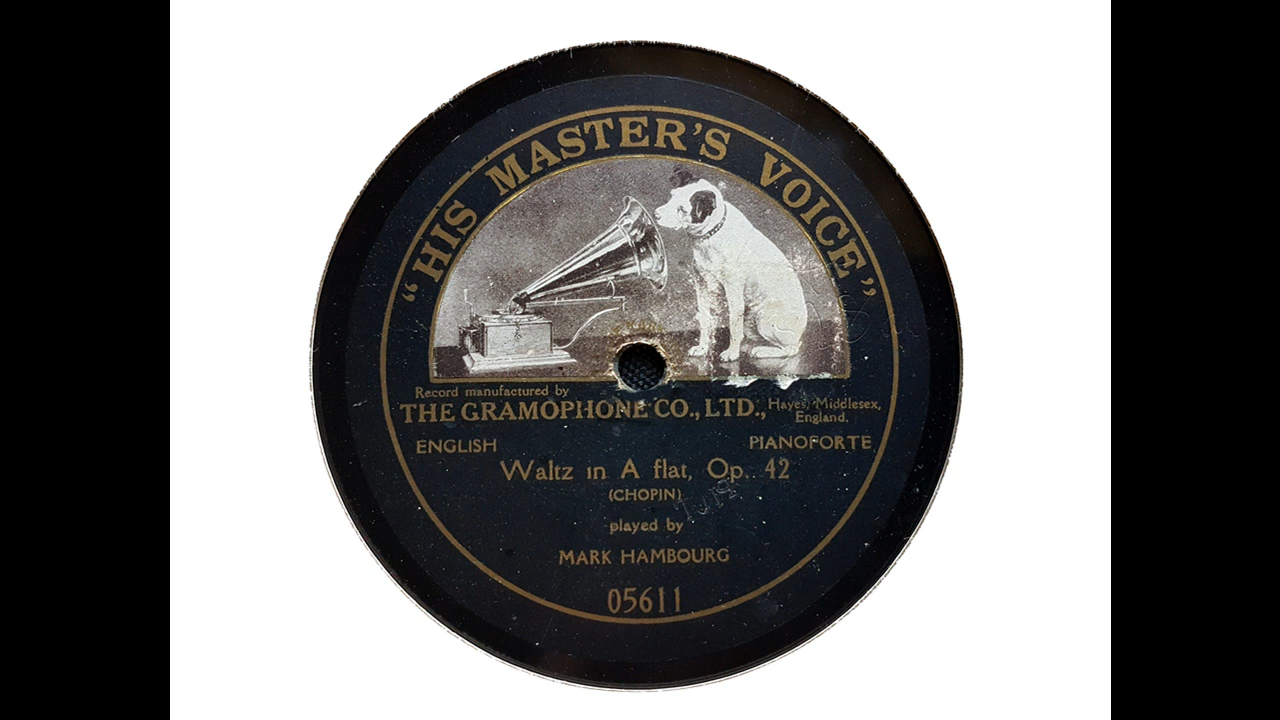 "HIS MASTER'S VOICE"
Record manufactured by
THE GRAMOPHONE CO., LTD., Hayes, Middlesex, England.
ENGLISH PIANOFORTE
Waltz in A flat, Op. 42
(CHOPIN)
played by
MARK HAMBOURG
05611